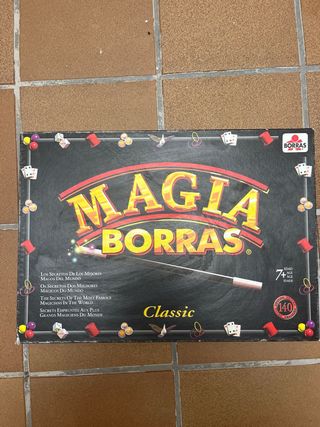 BORRAS
MAGIA
BORRAS®
LOS SECRETOS DE LOS MEJORES
MAGOS DEL MUNDO
OS SEGREDOS DOS MELHORES
MÁGICOS DO MUNDO
THE SECRETS OF THE MOST FAMOUS
MAGICIANS IN THE WORLD
SECRETS EMPRUNTÉS AUX PLUS
GRANDS MAGICIENS DU MONDE
7+
EDAD
AGE
Classic
140